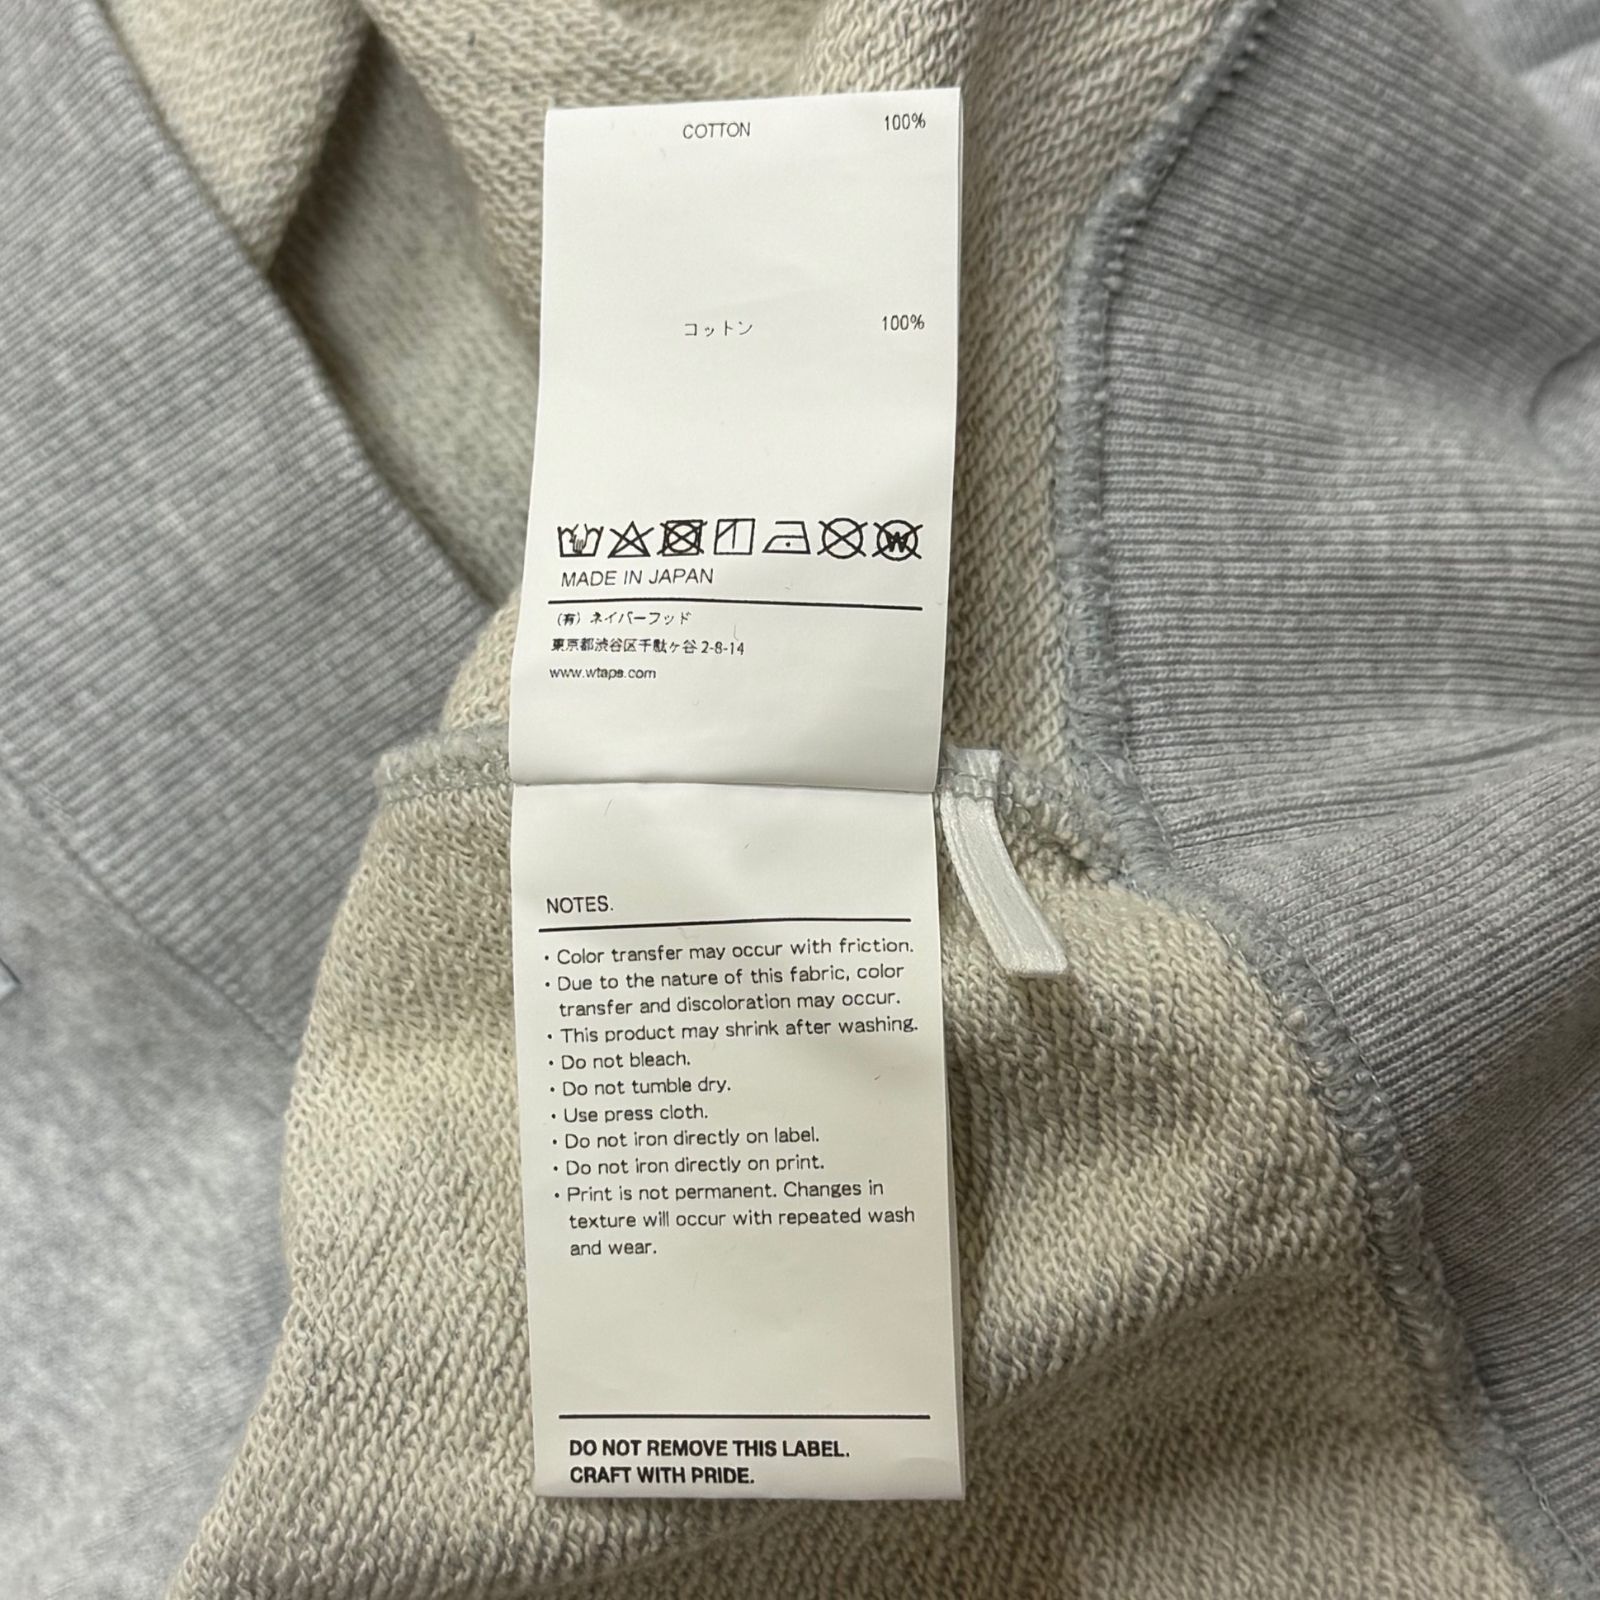 COTTON 100%
コットン 100%
W
MADE IN JAPAN
(有) ネイバーフッド
東京都渋谷区千駄ヶ谷 2-8-14
www.wtaps.com
NOTES.
・Color transfer may occur with friction.
・Due to the nature of this fabric, color
transfer and discoloration may occur.
・This product may shrink after washing.
・Do not bleach.
・Do not tumble dry.
・Use press cloth.
・Do not iron directly on label.
・Do not iron directly on print.
・Print is not permanent. Changes in
texture will occur with repeated wash
and wear.
DO NOT REMOVE THIS LABEL.
CRAFT WITH PRIDE.